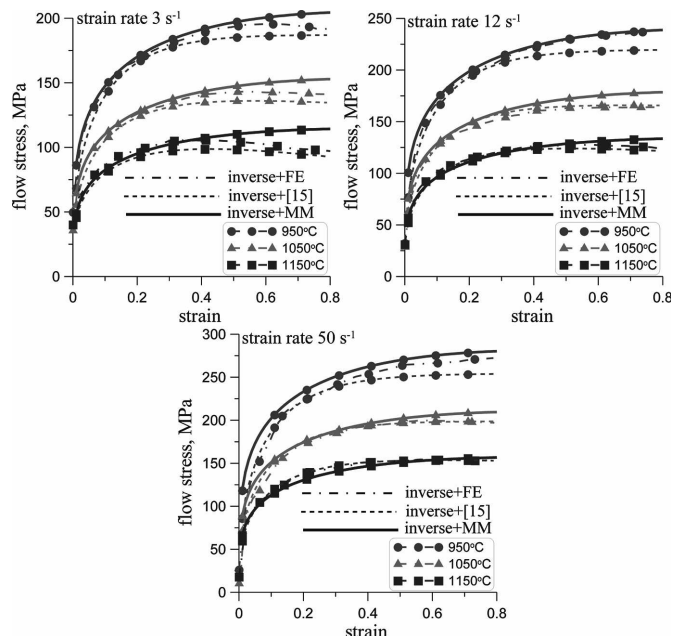 strain rate 3 s⁻¹
200
150
100
50
0
flow stress, MPa
inverse+FE
inverse+[15]
inverse+MM
950°C
1050°C
1150°C
0 0.2 0.4 0.6 0.8
strain
strain rate 12 s⁻¹
250
200
150
100
50
0
flow stress, MPa
inverse+FE
inverse+[15]
inverse+MM
950°C
1050°C
1150°C
0 0.2 0.4 0.6 0.8
strain
strain rate 50 s⁻¹
300
250
200
150
100
50
0
flow stress, MPa
inverse+FE
inverse+[15]
inverse+MM
950°C
1050°C
1150°C
0 0.2 0.4 0.6 0.8
strain